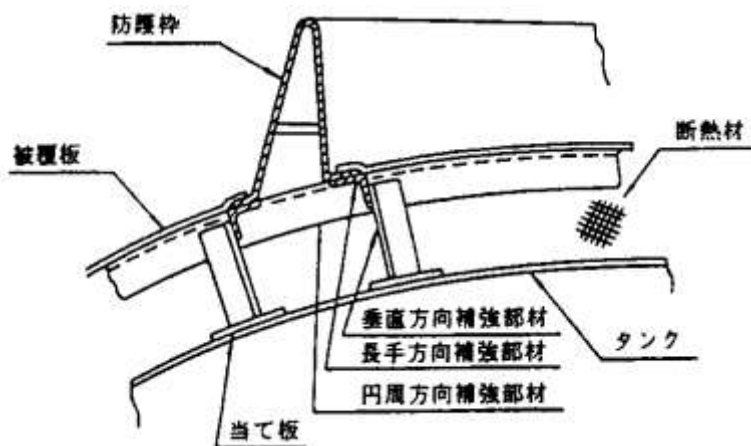 防護枠
断熱材
被覆板
垂直方向補強部材
長手方向補強部材
タンク
円周方向補強部材
当て板